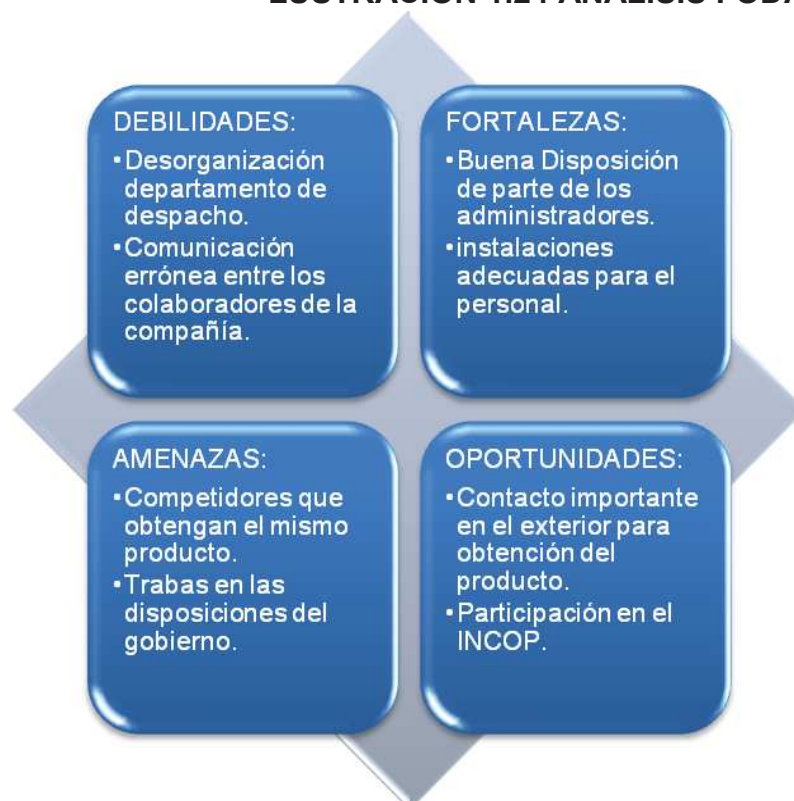 DEBILIDADES:
•Desorganización
departamento de
despacho.
•Comunicación
errónea entre los
colaboradores de la
compañía.
FORTALEZAS:
•Buena Disposición
de parte de los
administradores.
•instalaciones
adecuadas para el
personal.
AMENAZAS:
•Competidores que
obtengan el mismo
producto.
•Trabas en las
disposiciones del
gobierno.
OPORTUNIDADES:
•Contacto importante
en el exterior para
obtención del
producto.
•Participación en el
INCOP.